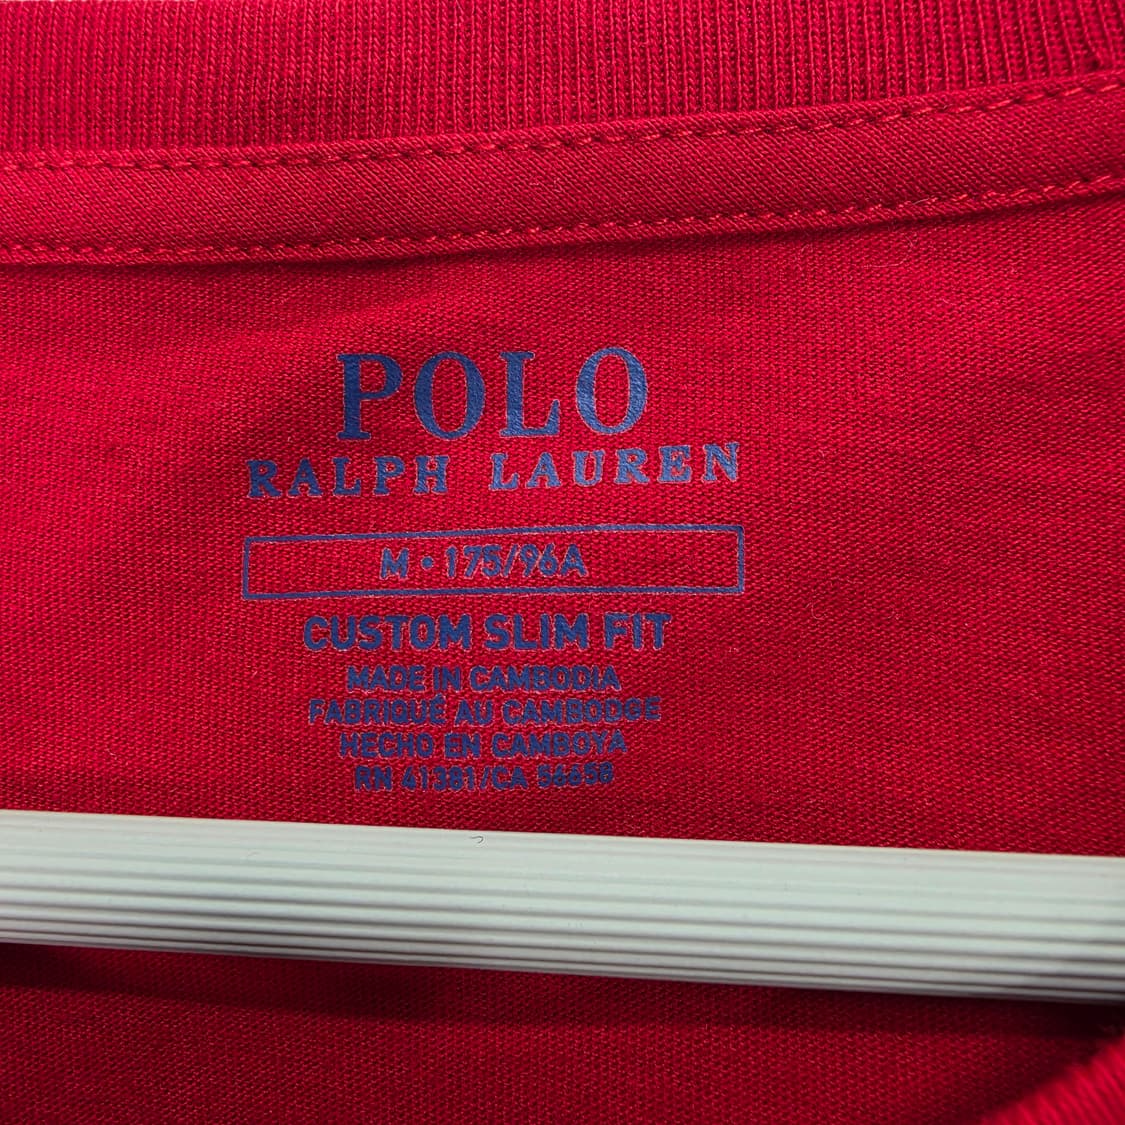 POLO
RALPH LAUREN
M • 175/96A
CUSTOM SLIM FIT
MADE IN CAMBODIA
FABRIQUÉ AU CAMBODGE
HECHO EN CAMBOYA
RN 41381/CA 56658